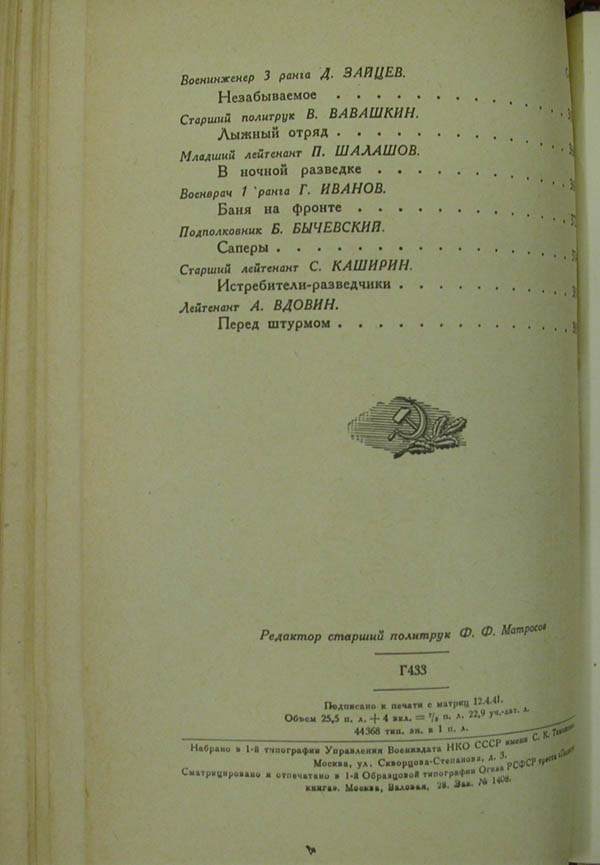 Военинженер 3 ранга Д. ЗАЙЦЕВ.
Незабываемое . . . . . . . . . . .
Старший политрук В. ВАВАШКИН.
Лыжный отряд . . . . . . . . . .
Младший лейтенант П. ШАЛАШОВ.
В ночной разведке . . . . . . . .
Военврач 1 ранга Г. ИВАНОВ.
Баня на фронте . . . . . . . . .
Подполковник Б. БЫЧЕВСКИЙ.
Саперы . . . . . . . . . . . . .
Старший лейтенант С. КАШИРИН.
Истребители-разведчики . . . . . . .
Лейтенант А. ВДОВИН.
Перед штурмом . . . . . . . . . .
Редактор старший политрук Ф. Ф. Матросов
Г433
Подписано к печати с матриц 12.4.41.
Объем 25,5 п. л. + 4 вкл. = п. л. 22,9 уч.-авт. л.
44368 тип. зн. в 1 п. л.
Набрано в 1-й типографии Управления Воениздата НКО СССР имени С. К.
Москва, ул. Скворцова-Степанова, д. 3.
Сматрицировано и отпечатано в 1-й Образцовой типографии Огиза РСФСР треста
книга». Москва, Валовая, 28. Зак. № 1408.